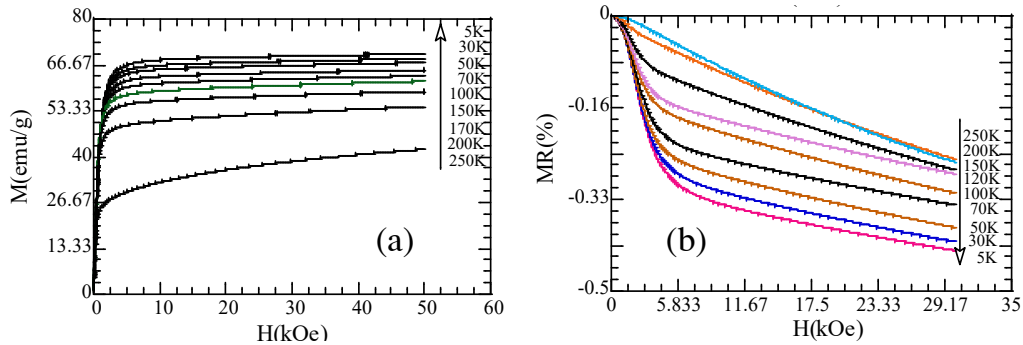 80
66.67
53.33
40
26.67
13.33
0
M(emu/g)
5K
30K
50K
70K
100K
150K
170K
200K
250K
(a)
0 10 20 30 40 50 60
H(kOe)
0
-0.16
-0.33
-0.5
MR(%)
250K
200K
150K
120K
100K
70K
50K
30K
5K
(b)
0 5.833 11.67 17.5 23.33 29.17 35
H(kOe)